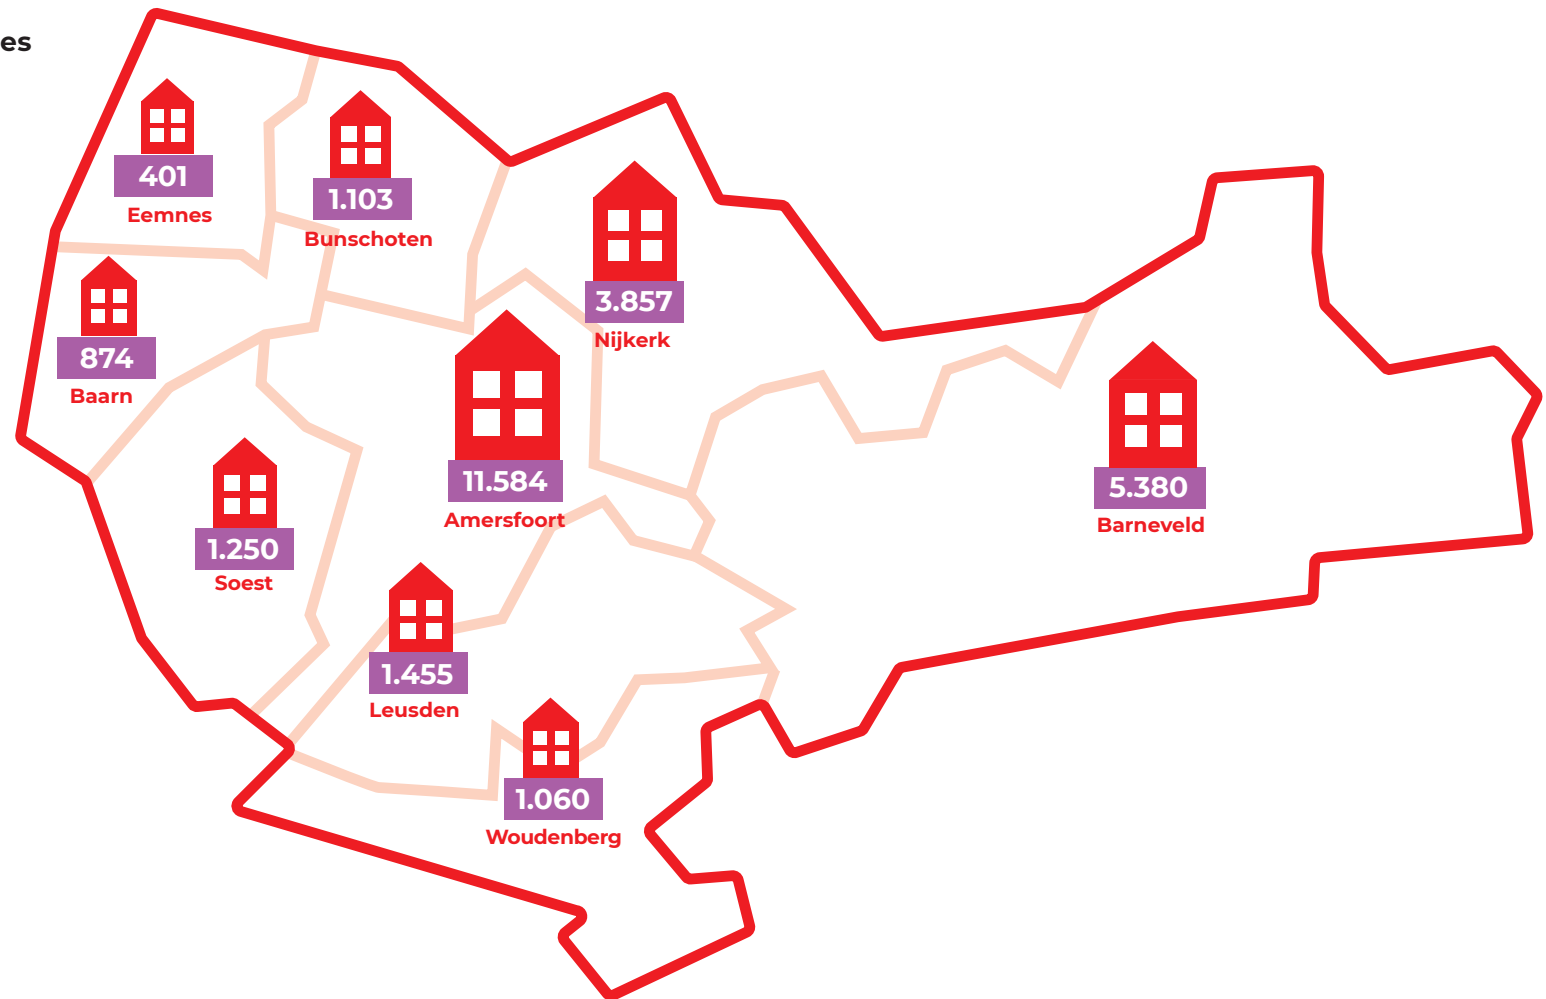 es
401
Eemnes
1.103
Bunschoten
3.857
Nijkerk
874
Baarn
11.584
Amersfoort
5.380
Barneveld
1.250
Soest
1.455
Leusden
1.060
Woudenberg